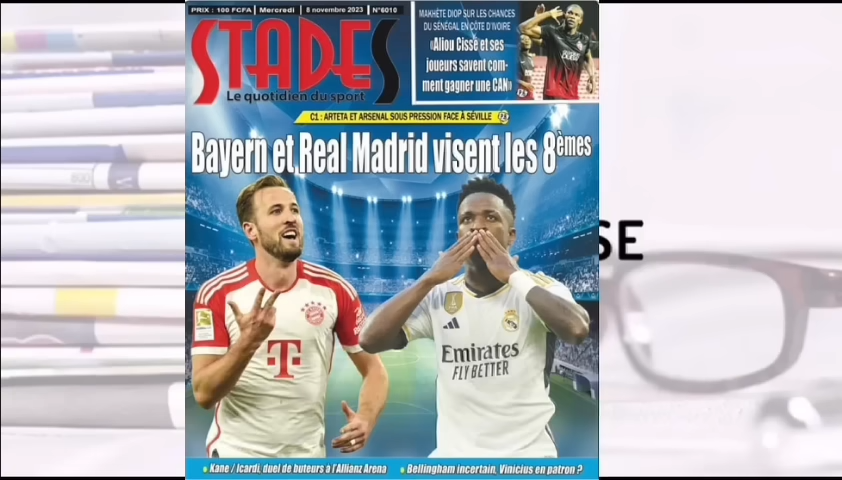 PRIX : 100 FCFA Mercredi 8 novembre 2023 N°6010
STADES
Le quotidien du sport
MAKHÈTE DIOP SUR LES CHANCES
DU SÉNÉGAL EN CÔTE D'IVOIRE
«Aliou Cissé et ses
joueurs savent com-
ment gagner une CAN»
C1 : ARTETA ET ARSENAL SOUS PRESSION FACE À SÉVILLE
Bayern et Real Madrid visent les 8èmes
SE
T
Emirates
FLY BETTER
Kane / Icardi, duel de buteurs à l'Allianz Arena
Bellingham incertain, Vinicius en patron ?